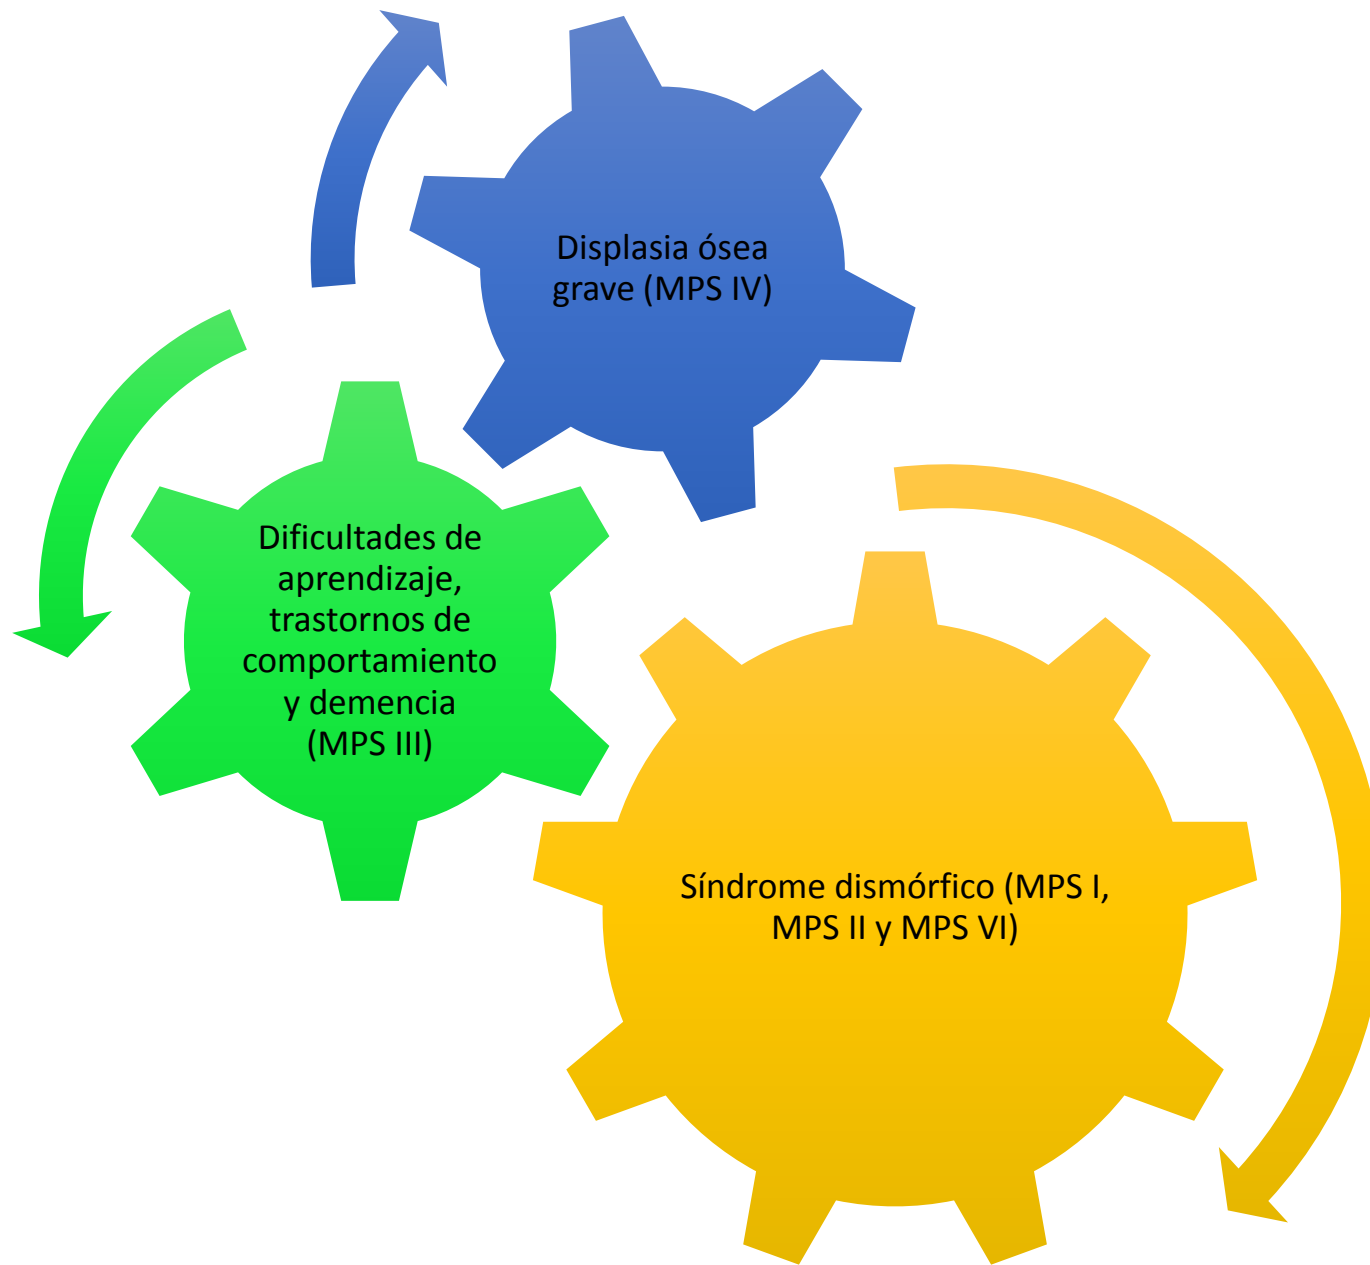 Displasia ósea
grave (MPS IV)
Dificultades de
aprendizaje,
trastornos de
comportamiento
y demencia
(MPS III)
Síndrome dismórfico (MPS I,
MPS II y MPS VI)